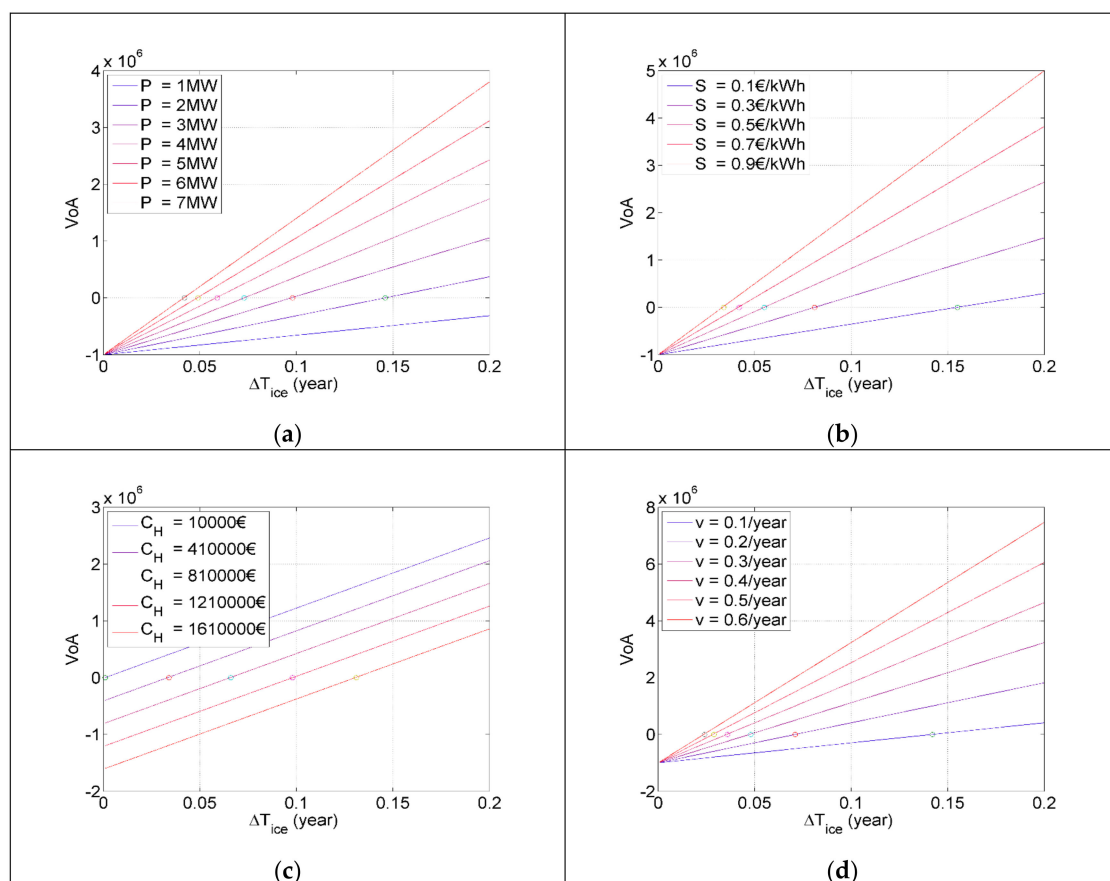 x 10^6
4
3
2
1
0
-1
VoA
P = 1MW
P = 2MW
P = 3MW
P = 4MW
P = 5MW
P = 6MW
P = 7MW
0 0.05 0.1 0.15 0.2
ΔT_ice (year)
(a)
x 10^6
5
4
3
2
1
0
-1
VoA
S = 0.1€/kWh
S = 0.3€/kWh
S = 0.5€/kWh
S = 0.7€/kWh
S = 0.9€/kWh
0 0.05 0.1 0.15 0.2
ΔT_ice (year)
(b)
x 10^6
3
2
1
0
-1
-2
VoA
C_H = 10000€
C_H = 410000€
C_H = 810000€
C_H = 1210000€
C_H = 1610000€
0 0.05 0.1 0.15 0.2
ΔT_ice (year)
(c)
x 10^6
8
6
4
2
0
-2
VoA
v = 0.1/year
v = 0.2/year
v = 0.3/year
v = 0.4/year
v = 0.5/year
v = 0.6/year
0 0.05 0.1 0.15 0.2
ΔT_ice (year)
(d)